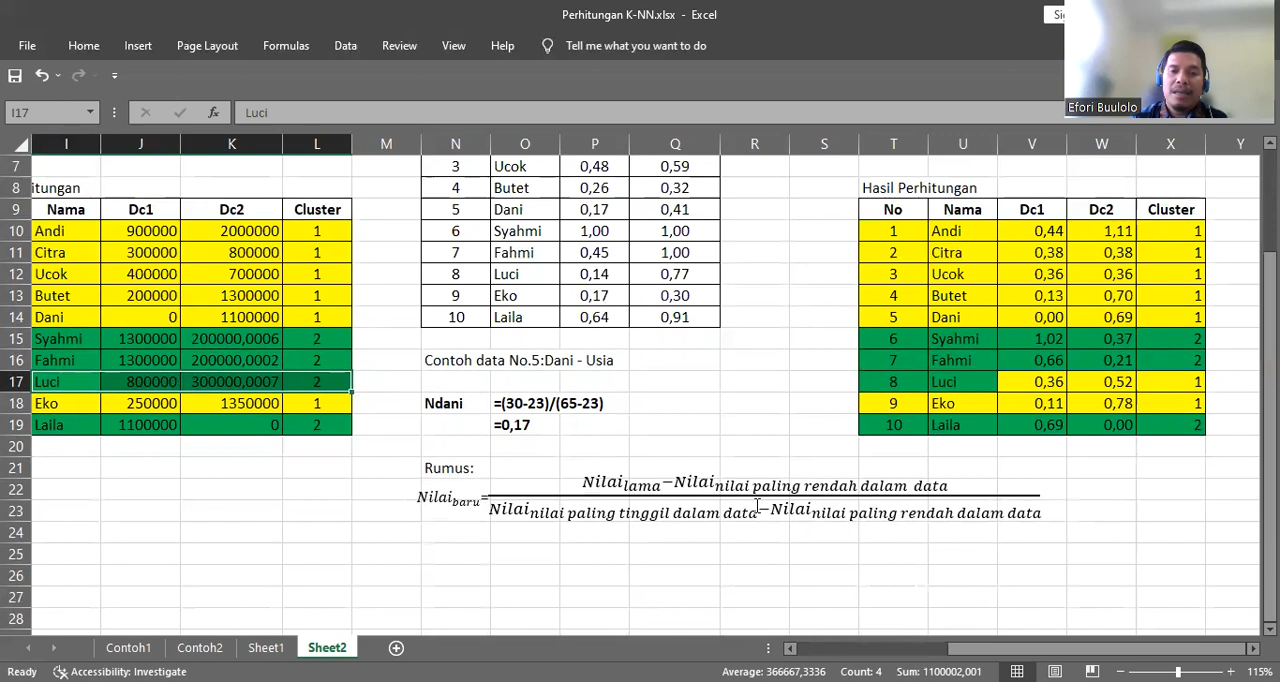 Perhitungan K-NN.xlsx - Excel
File Home Insert Page Layout Formulas Data Review View Help Tell me what you want to do
I17 fx Luci
Efori Buulolo
I J K L M N O P Q R S T U V W X Y
7 3 Ucok 0,48 0,59
8 itungan 4 Butet 0,26 0,32 Hasil Perhitungan
9 Nama Dc1 Dc2 Cluster 5 Dani 0,17 0,41 No Nama Dc1 Dc2 Cluster
10 Andi 900000 2000000 1 6 Syahmi 1,00 1,00 1 Andi 0,44 1,11 1
11 Citra 300000 800000 1 7 Fahmi 0,45 1,00 2 Citra 0,38 0,38 1
12 Ucok 400000 700000 1 8 Luci 0,14 0,77 3 Ucok 0,36 0,36 1
13 Butet 200000 1300000 1 9 Eko 0,17 0,30 4 Butet 0,13 0,70 1
14 Dani 0 1100000 1 10 Laila 0,64 0,91 5 Dani 0,00 0,69 1
15 Syahmi 1300000 200000,0006 2 6 Syahmi 1,02 0,37 2
16 Fahmi 1300000 200000,0002 2 Contoh data No.5:Dani - Usia 7 Fahmi 0,66 0,21 2
17 Luci 800000 300000,0007 2 8 Luci 0,36 0,52 1
18 Eko 250000 1350000 1 Ndani =(30-23)/(65-23) 9 Eko 0,11 0,78 1
19 Laila 1100000 0 2 =0,17 10 Laila 0,69 0,00 2
20
21 Rumus:
22 Nilai lama−Nilai nilai paling rendah dalam data
Nilai baru=
23 Nilai nilai paling tinggil dalam data−Nilai nilai paling rendah dalam data
24
25
26
27
28
Contoh1 Contoh2 Sheet1 Sheet2
Ready Accessibility: Investigate Average: 366667,3336 Count: 4 Sum: 1100002,001 115%